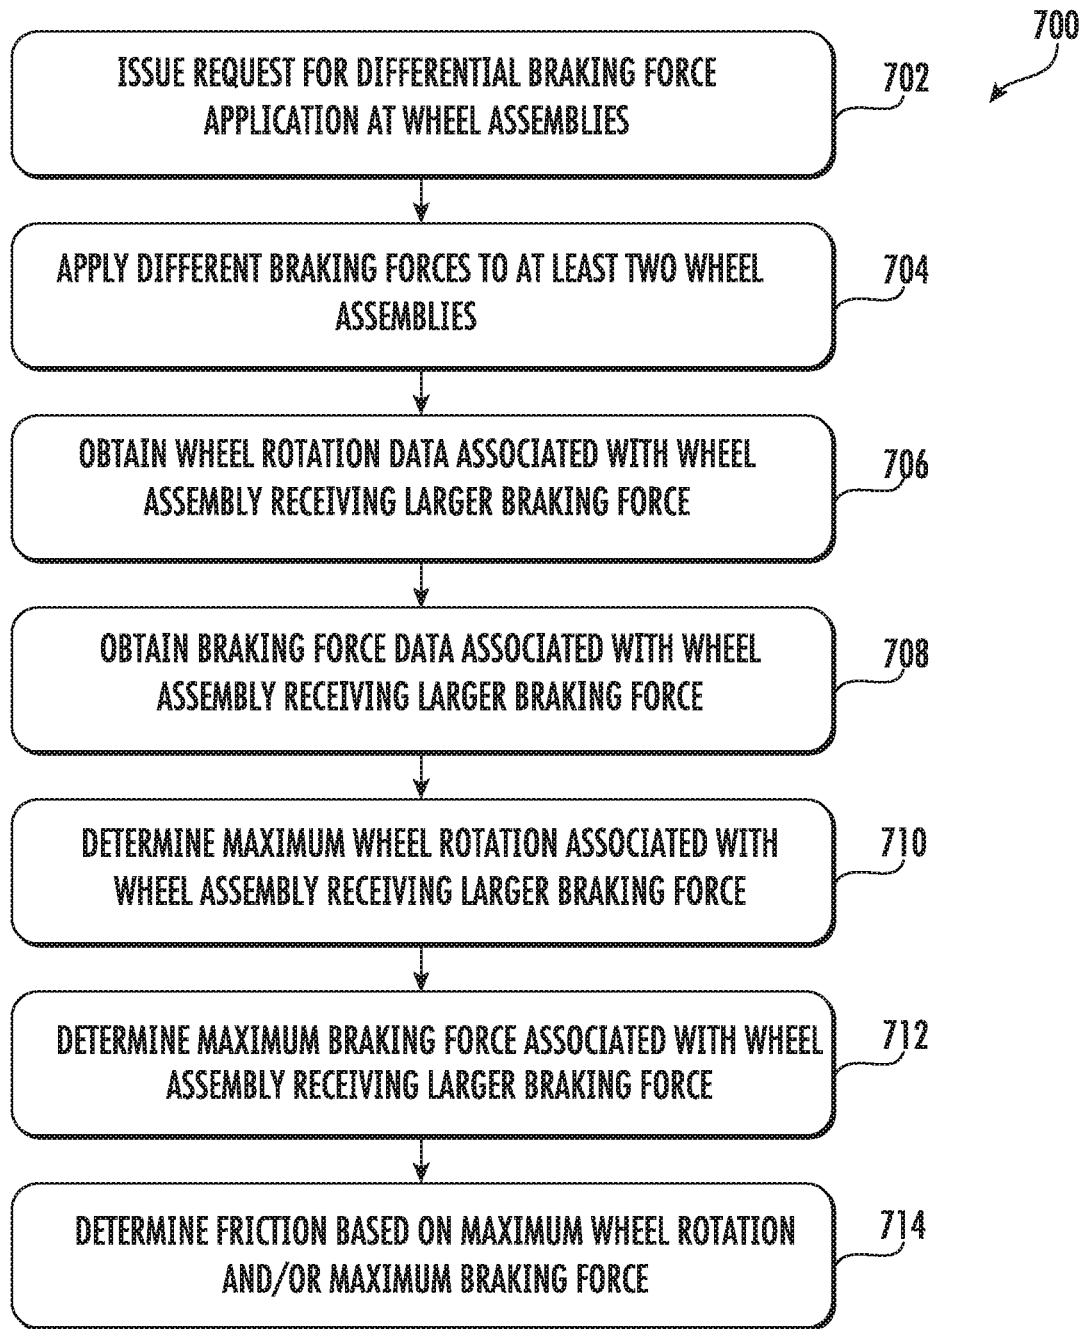 700
ISSUE REQUEST FOR DIFFERENTIAL BRAKING FORCE
APPLICATION AT WHEEL ASSEMBLIES
702
APPLY DIFFERENT BRAKING FORCES TO AT LEAST TWO WHEEL
ASSEMBLIES
704
OBTAIN WHEEL ROTATION DATA ASSOCIATED WITH WHEEL
ASSEMBLY RECEIVING LARGER BRAKING FORCE
706
OBTAIN BRAKING FORCE DATA ASSOCIATED WITH WHEEL
ASSEMBLY RECEIVING LARGER BRAKING FORCE
708
DETERMINE MAXIMUM WHEEL ROTATION ASSOCIATED WITH
WHEEL ASSEMBLY RECEIVING LARGER BRAKING FORCE
710
DETERMINE MAXIMUM BRAKING FORCE ASSOCIATED WITH WHEEL
ASSEMBLY RECEIVING LARGER BRAKING FORCE
712
DETERMINE FRICTION BASED ON MAXIMUM WHEEL ROTATION
AND/OR MAXIMUM BRAKING FORCE
714